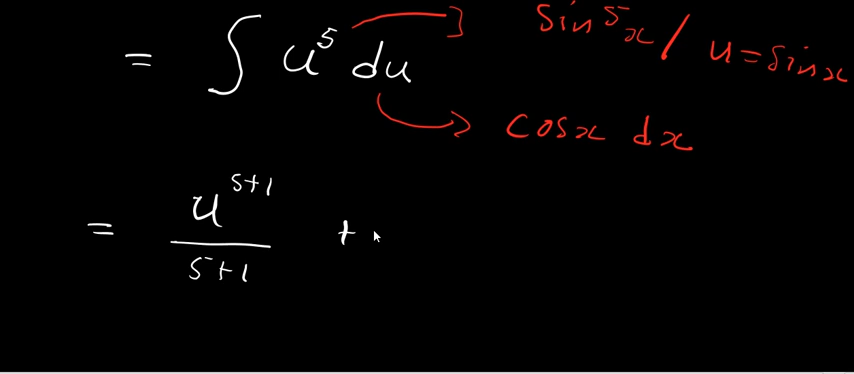 = ∫ u⁵ du
sin⁵x / u = sinx
cosx dx
= u⁵⁺¹ / 5+1 +